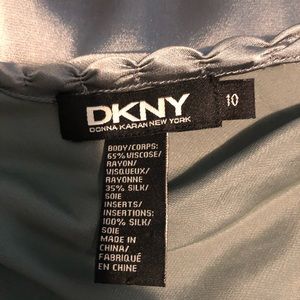 DKNY
DONNA KARAN NEW YORK
10
BODY/CORPS:
65% VISCOSE/
RAYON/
VISQUEUX/
RAYONNE
35% SILK/
SOIE
INSERTS/
INSERTIONS:
100% SILK/
SOIE
MADE IN
CHINA/
FABRIQUÉ
EN CHINE